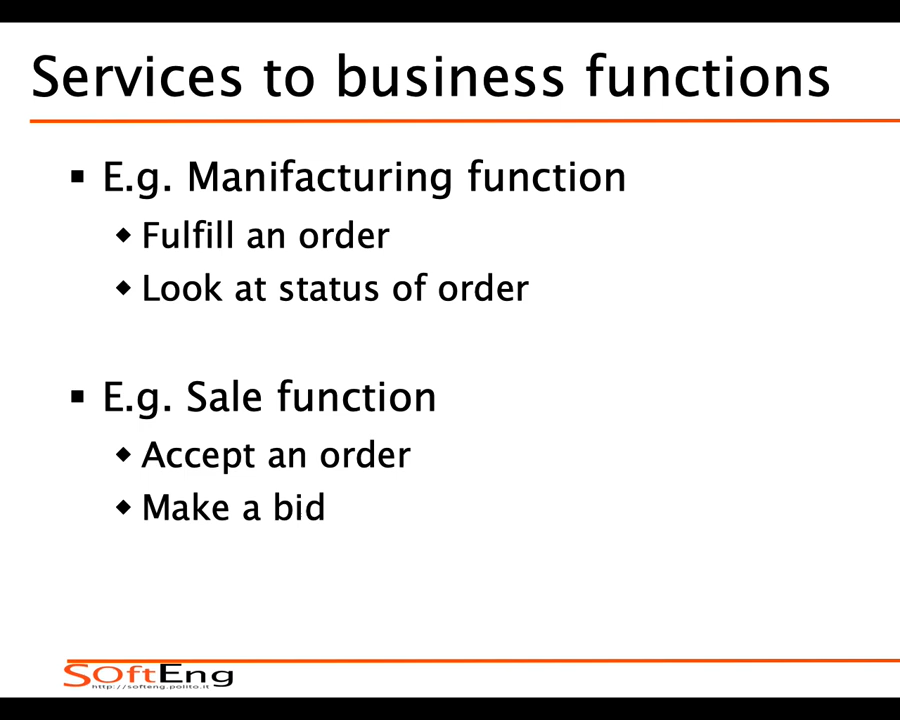 Services to business functions
E.g. Manifacturing function
Fulfill an order
Look at status of order
E.g. Sale function
Accept an order
Make a bid
SOftEng
http://softeng.polito.it